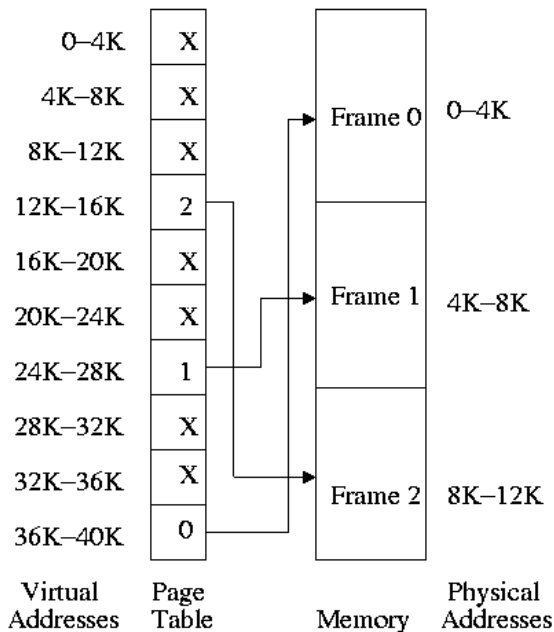 0–4K X
4K–8K X
8K–12K X
12K–16K 2
16K–20K X
20K–24K X
24K–28K 1
28K–32K X
32K–36K X
36K–40K 0
Frame 0 0–4K
Frame 1 4K–8K
Frame 2 8K–12K
Virtual Page Physical
Addresses Table Memory Addresses